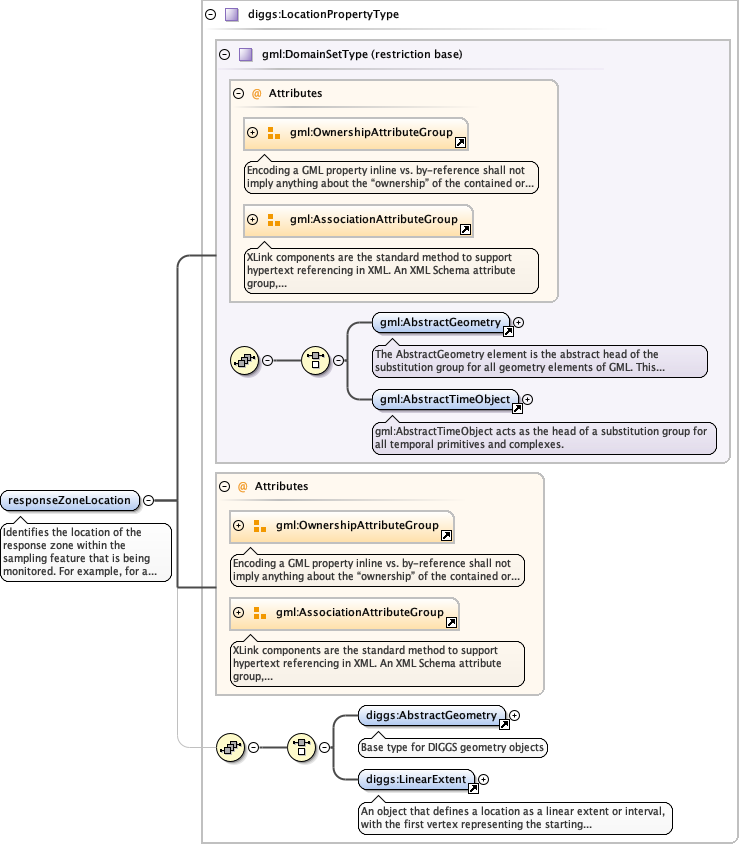 diggs:LocationPropertyType
gml:DomainSetType (restriction base)
@ Attributes
gml:OwnershipAttributeGroup
Encoding a GML property inline vs. by-reference shall not
imply anything about the “ownership” of the contained or...
gml:AssociationAttributeGroup
XLink components are the standard method to support
hypertext referencing in XML. An XML Schema attribute
group,...
gml:AbstractGeometry
The AbstractGeometry element is the abstract head of the
substitution group for all geometry elements of GML. This...
gml:AbstractTimeObject
gml:AbstractTimeObject acts as the head of a substitution group for
all temporal primitives and complexes.
responseZoneLocation
Identifies the location of the
response zone within the
sampling feature that is being
monitored. For example, for a...
@ Attributes
gml:OwnershipAttributeGroup
Encoding a GML property inline vs. by-reference shall not
imply anything about the “ownership” of the contained or...
gml:AssociationAttributeGroup
XLink components are the standard method to support
hypertext referencing in XML. An XML Schema attribute
group,...
diggs:AbstractGeometry
Base type for DIGGS geometry objects
diggs:LinearExtent
An object that defines a location as a linear extent or interval,
with the first vertex representing the starting...